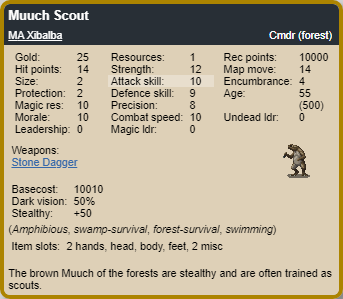 Muuch Scout
MA Xibalba Cmdr (forest)
Gold: 25 Resources: 1 Rec points: 10000
Hit points: 14 Strength: 12 Map move: 14
Size: 2 Attack skill: 10 Encumbrance: 4
Protection: 2 Defence skill: 9 Age: 55
Magic res: 10 Precision: 8 (500)
Morale: 10 Combat speed: 10 Undead ldr: 0
Leadership: 0 Magic ldr: 0
Weapons:
Stone Dagger
Basecost: 10010
Dark vision: 50%
Stealthy: +50
(Amphibious, swamp-survival, forest-survival, swimming)
Item slots: 2 hands, head, body, feet, 2 misc
The brown Muuch of the forests are stealthy and are often trained as
scouts.